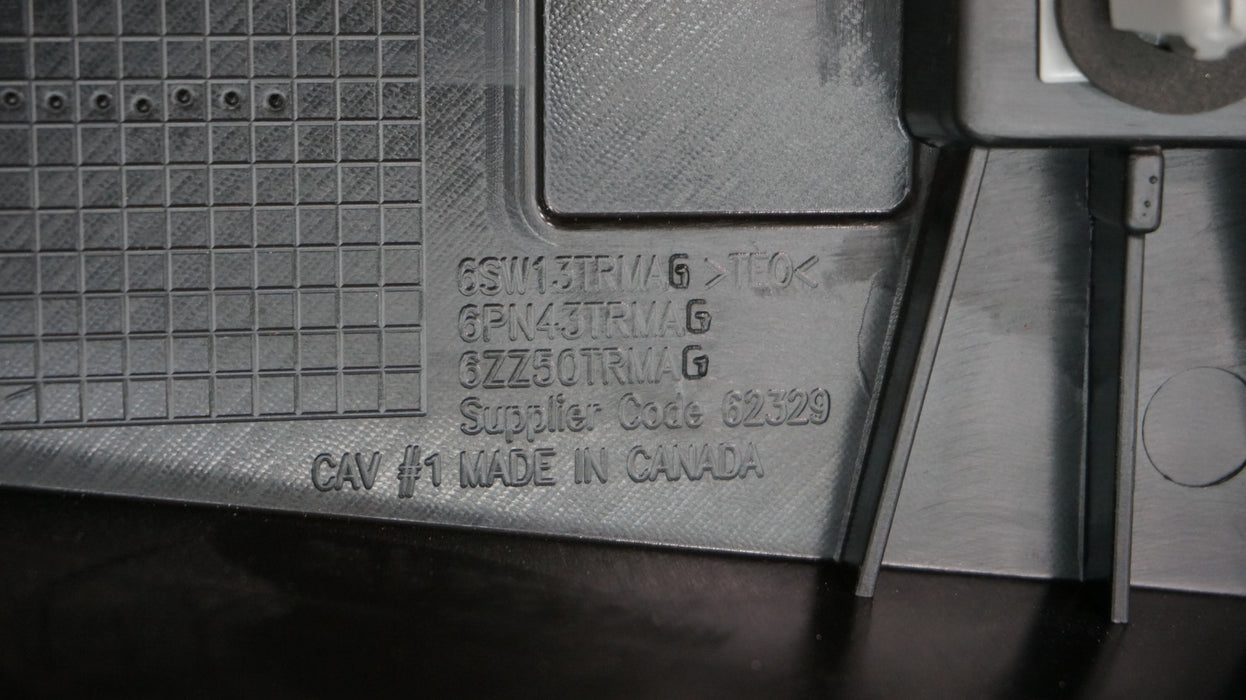 6SW13TRMAG >TEO<
6PN43TRMAG
6ZZ50TRMAG
Supplier Code 62329
CAV #1 MADE IN CANADA